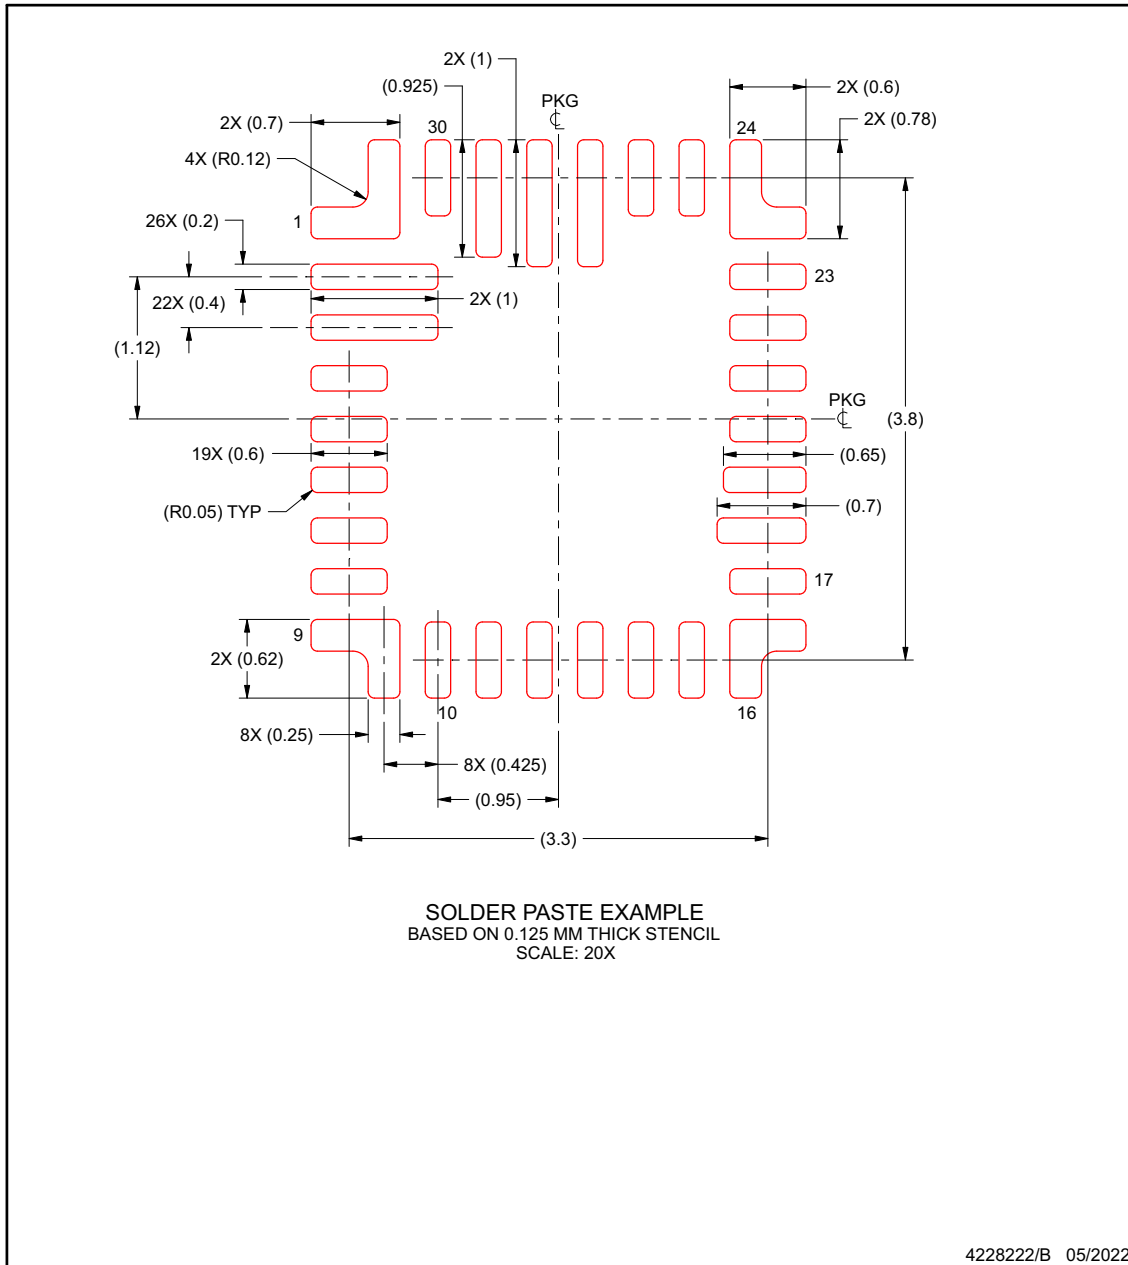 2X (1)
(0.925)
2X (0.6)
PKG
℄
2X (0.7)
30
24
2X (0.78)
4X (R0.12)
1
26X (0.2)
23
22X (0.4)
2X (1)
(1.12)
PKG
℄
(3.8)
19X (0.6)
(0.65)
(R0.05) TYP
(0.7)
17
9
2X (0.62)
10
16
8X (0.25)
8X (0.425)
(0.95)
(3.3)
SOLDER PASTE EXAMPLE
BASED ON 0.125 MM THICK STENCIL
SCALE: 20X
4228222/B 05/2022